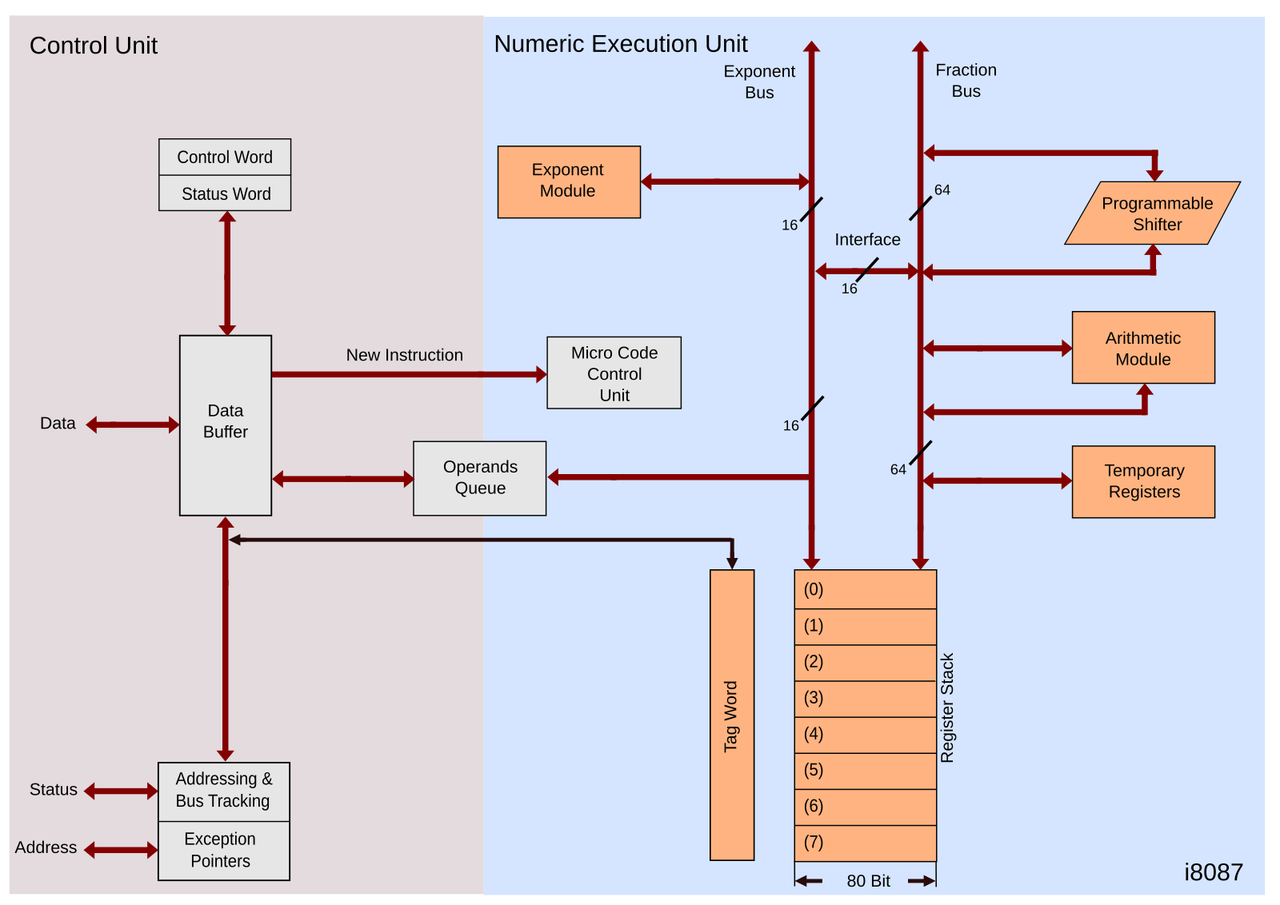 Control Unit
Numeric Execution Unit
Exponent
Bus
Fraction
Bus
Control Word
Status Word
Exponent
Module
64
16
Programmable
Shifter
Interface
16
New Instruction
Micro Code
Control
Unit
Arithmetic
Module
Data
Data
Buffer
16
Operands
Queue
64
Temporary
Registers
(0)
(1)
(2)
(3)
(4)
(5)
(6)
(7)
Tag Word
Register Stack
Status
Addressing &
Bus Tracking
Address
Exception
Pointers
80 Bit
i8087